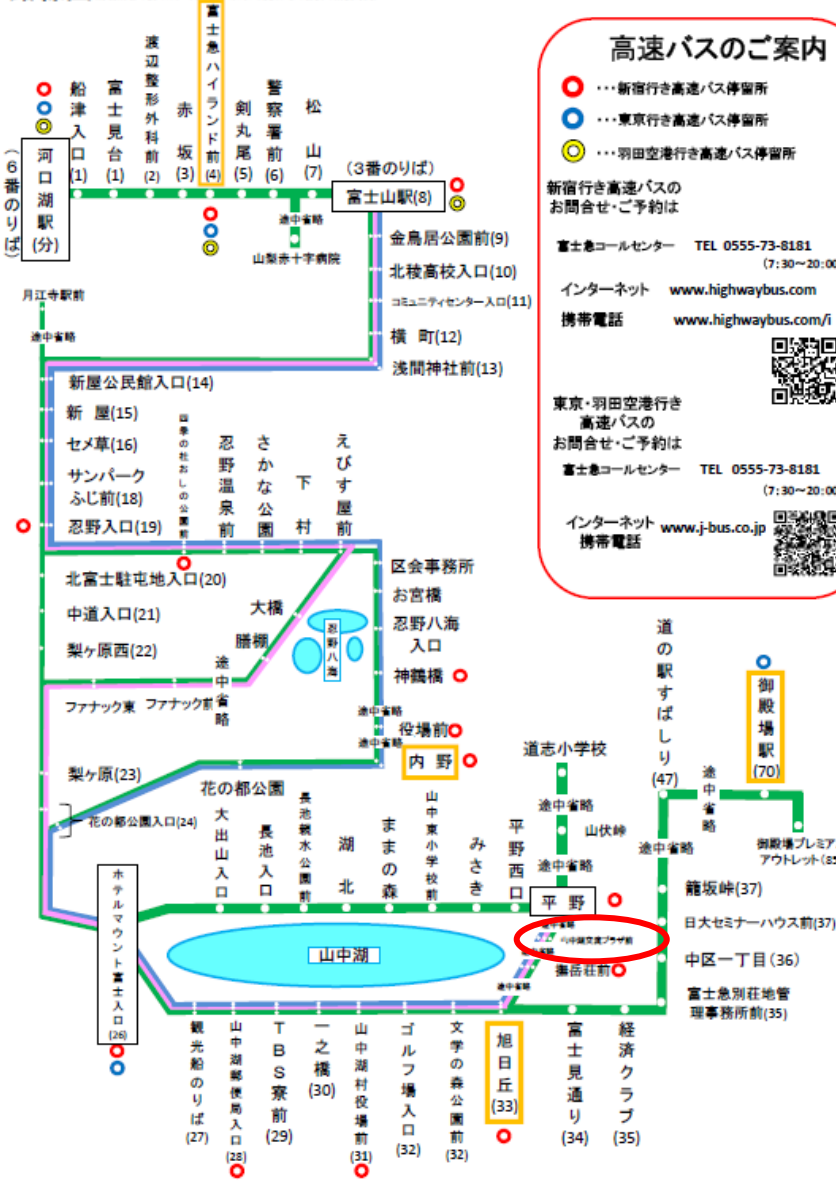 富士急ハイランド前(4)
渡辺整形外科前(2)
船津入口(1)
富士見台(1)
赤坂(3)
剣丸尾(5)
警察署前(6)
松山(7)
(6番のりば)
河口湖駅(分)
(3番のりば)
富士山駅(8)
途中省略
山梨赤十字病院
金鳥居公園前(9)
北稜高校入口(10)
コミュニティセンター入口(11)
横町(12)
浅間神社前(13)
月江寺駅前
途中省略
新屋公民館入口(14)
新 屋(15)
セメ草(16)
サンパーク
ふじ前(18)
忍野入口(19)
四季の杜おしの公園前
忍野温泉前
さかな公園
下村
えびす屋前
北富士駐屯地入口(20)
中道入口(21)
梨ヶ原西(22)
大橋
膳棚
途中省略
ファナック東
ファナック前
忍野八海
区会事務所
お宮橋
忍野八海
入口
神鶴橋
途中省略
役場前
途中省略
内 野
梨ヶ原(23)
花の都公園
花の都公園入口(24)
大出山入口
長池入口
長池親水公園前
湖北
ままの森
山中東小学校前
みさき
平野西口
道志小学校
途中省略
山伏峠
途中省略
平 野
途中省略
山中湖交流プラザ前
途中省略
撫岳荘前
途中省略
山中湖
ホテルマウント富士入口(26)
観光船のりば(27)
山中湖郵便局入口(28)
TBS寮前(29)
一之橋(30)
山中湖村役場前(31)
ゴルフ場入口(32)
文学の森公園前(32)
旭日丘(33)
富士見通り(34)
経済クラブ(35)
富士急別荘地管
理事務所前(35)
中区一丁目(36)
日大セミナーハウス前(37)
籠坂峠(37)
途中省略
道の駅すばしり(47)
途中省略
御殿場駅(70)
御殿場プレミア
アウトレット(85
高速バスのご案内
・・・新宿行き高速バス停留所
・・・東京行き高速バス停留所
・・・羽田空港行き高速バス停留所
新宿行き高速バスの
お問合せ・ご予約は
富士急コールセンター TEL 0555-73-8181
(7:30~20:00
インターネット www.highwaybus.com
携帯電話 www.highwaybus.com/i
東京・羽田空港行き
高速バスの
お問合せ・ご予約は
富士急コールセンター TEL 0555-73-8181
(7:30~20:00
インターネット www.j-bus.co.jp
携帯電話